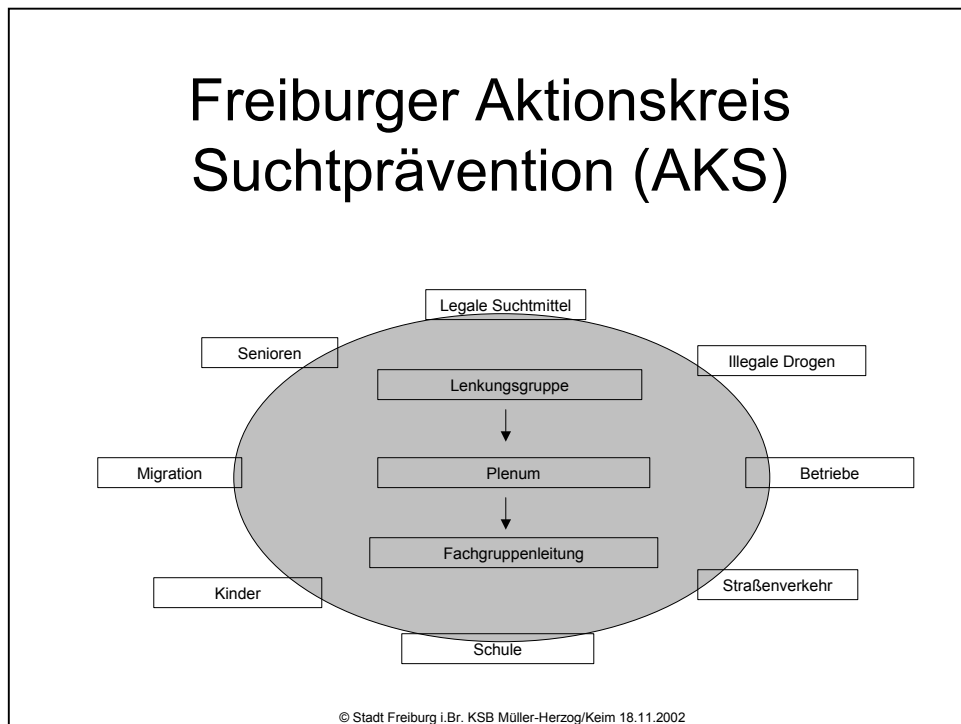 Freiburger Aktionskreis
Suchtprävention (AKS)
Legale Suchtmittel
Senioren
Illegale Drogen
Lenkungsgruppe
Migration
Plenum
Betriebe
Fachgruppenleitung
Kinder
Straßenverkehr
Schule
© Stadt Freiburg i.Br. KSB Müller-Herzog/Keim 18.11.2002